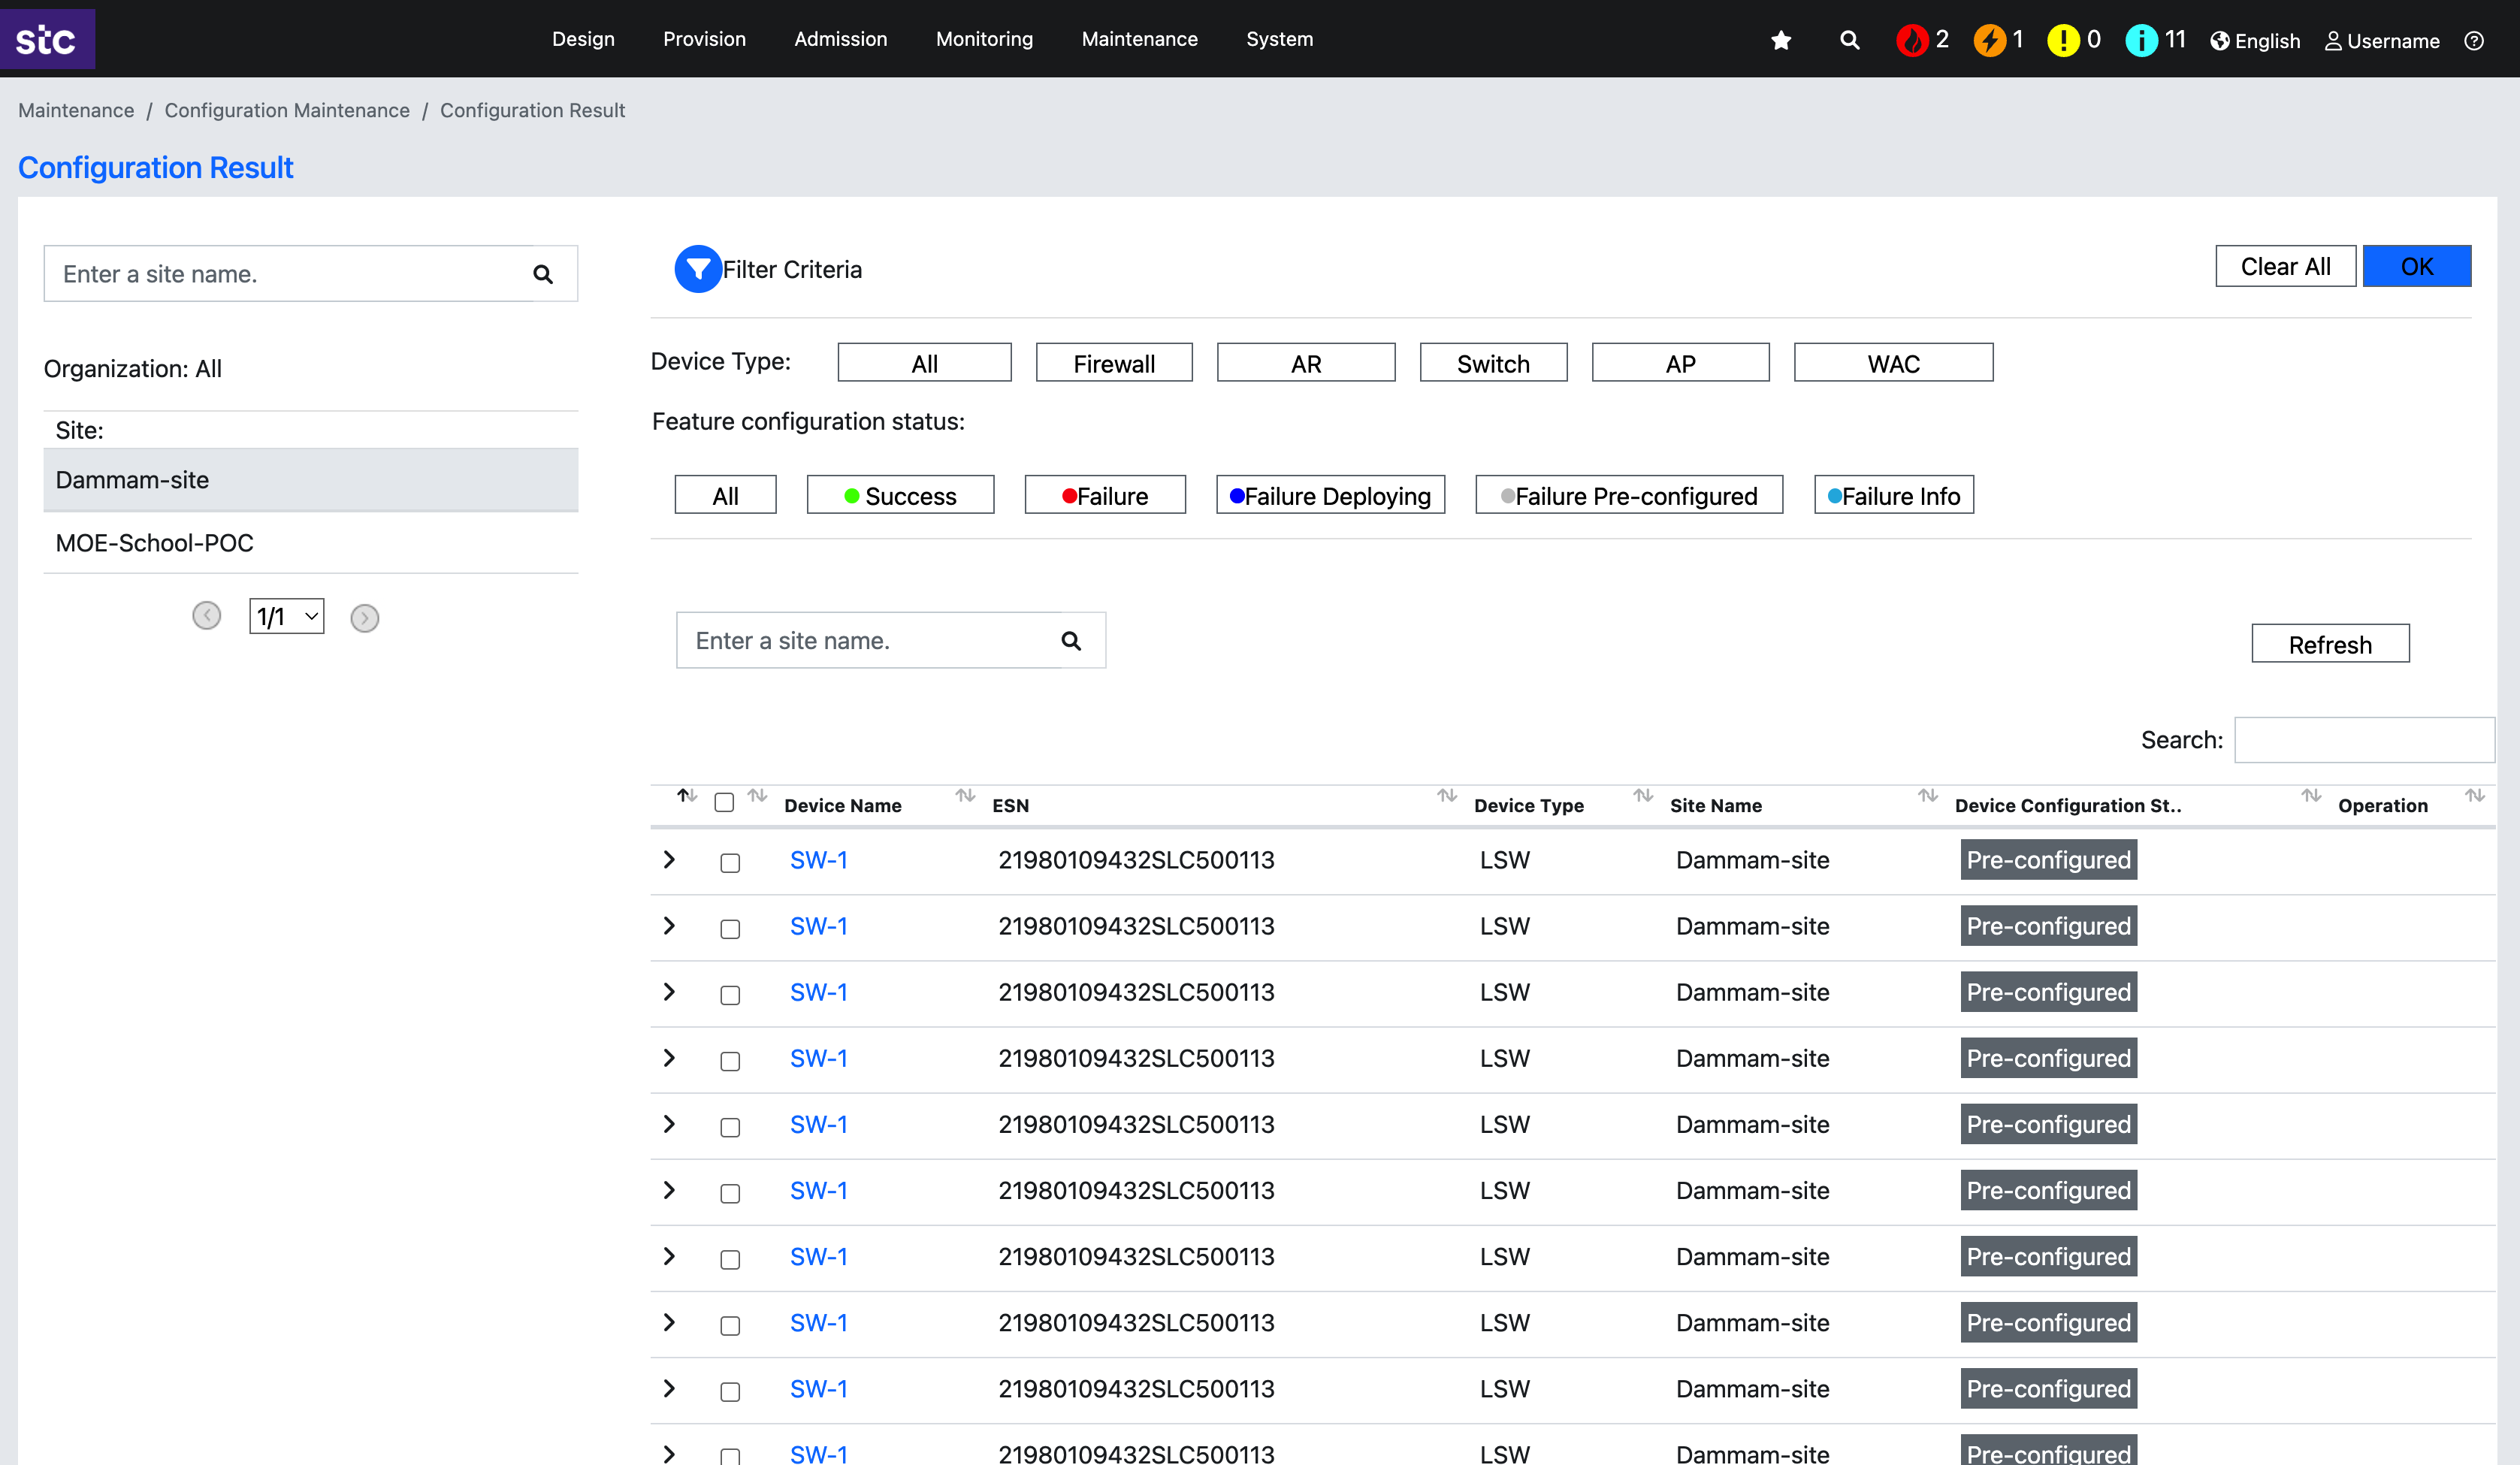 stc
Design Provision Admission Monitoring Maintenance System 2 1 0 11 English Username
Maintenance / Configuration Maintenance / Configuration Result
Configuration Result
Enter a site name.
Organization: All
Site:
Dammam-site
MOE-School-POC
1/1
Filter Criteria Clear All OK
Device Type: All Firewall AR Switch AP WAC
Feature configuration status:
All Success Failure Failure Deploying Failure Pre-configured Failure Info
Enter a site name. Refresh
Search:
Device Name ESN Device Type Site Name Device Configuration St.. Operation
SW-1 21980109432SLC500113 LSW Dammam-site Pre-configured
SW-1 21980109432SLC500113 LSW Dammam-site Pre-configured
SW-1 21980109432SLC500113 LSW Dammam-site Pre-configured
SW-1 21980109432SLC500113 LSW Dammam-site Pre-configured
SW-1 21980109432SLC500113 LSW Dammam-site Pre-configured
SW-1 21980109432SLC500113 LSW Dammam-site Pre-configured
SW-1 21980109432SLC500113 LSW Dammam-site Pre-configured
SW-1 21980109432SLC500113 LSW Dammam-site Pre-configured
SW-1 21980109432SLC500113 LSW Dammam-site Pre-configured
SW-1 21980109432SLC500113 LSW Dammam-site Pre-configured